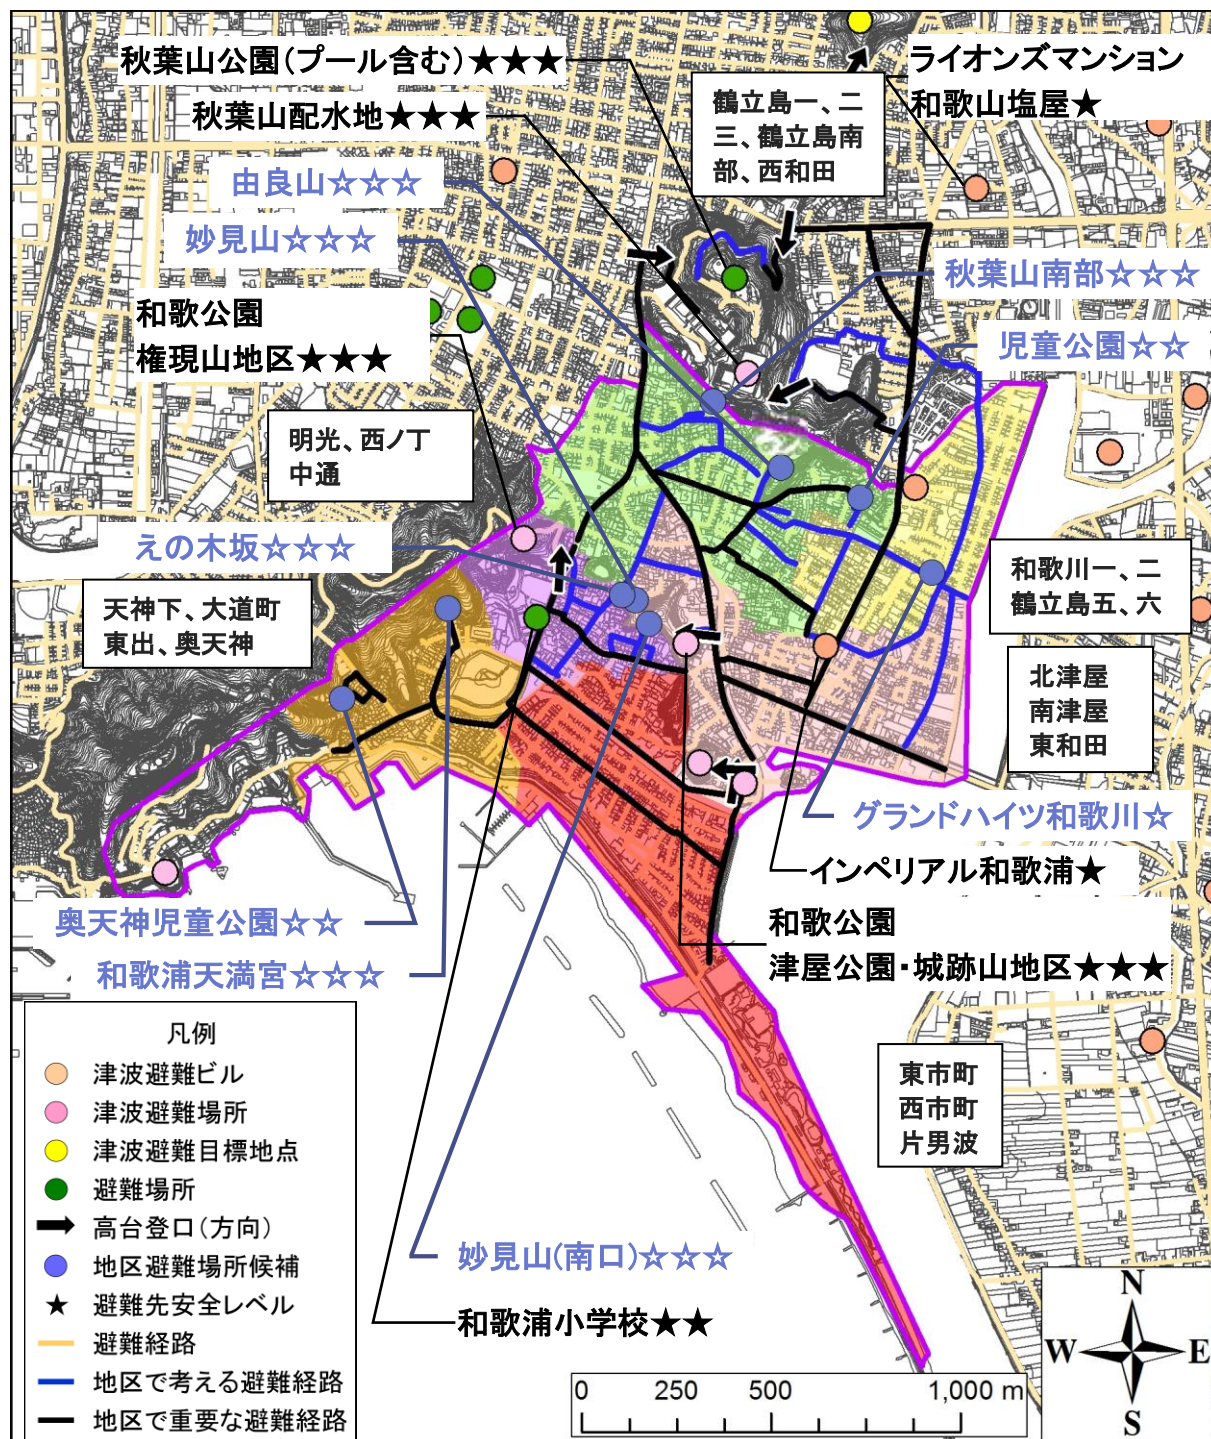 秋葉山公園(プール含む)★★★
秋葉山配水地★★★
由良山☆☆☆
妙見山☆☆☆
和歌公園
権現山地区★★★
明光、西ノ丁
中通
えの木坂☆☆☆
天神下、大道町
東出、奥天神
鶴立島一、二
三、鶴立島南
部、西和田
ライオンズマンション
和歌山塩屋★
秋葉山南部☆☆☆
児童公園☆☆
和歌川一、二
鶴立島五、六
北津屋
南津屋
東和田
グランドハイツ和歌川☆
インペリアル和歌浦★
和歌公園
津屋公園・城跡山地区★★★
奥天神児童公園☆☆
和歌浦天満宮☆☆☆
東市町
西市町
片男波
妙見山(南口)☆☆☆
和歌浦小学校★★
凡例
津波避難ビル
津波避難場所
津波避難目標地点
避難場所
高台登口(方向)
地区避難場所候補
★ 避難先安全レベル
避難経路
地区で考える避難経路
地区で重要な避難経路
0 250 500 1,000 m
N
W E
S